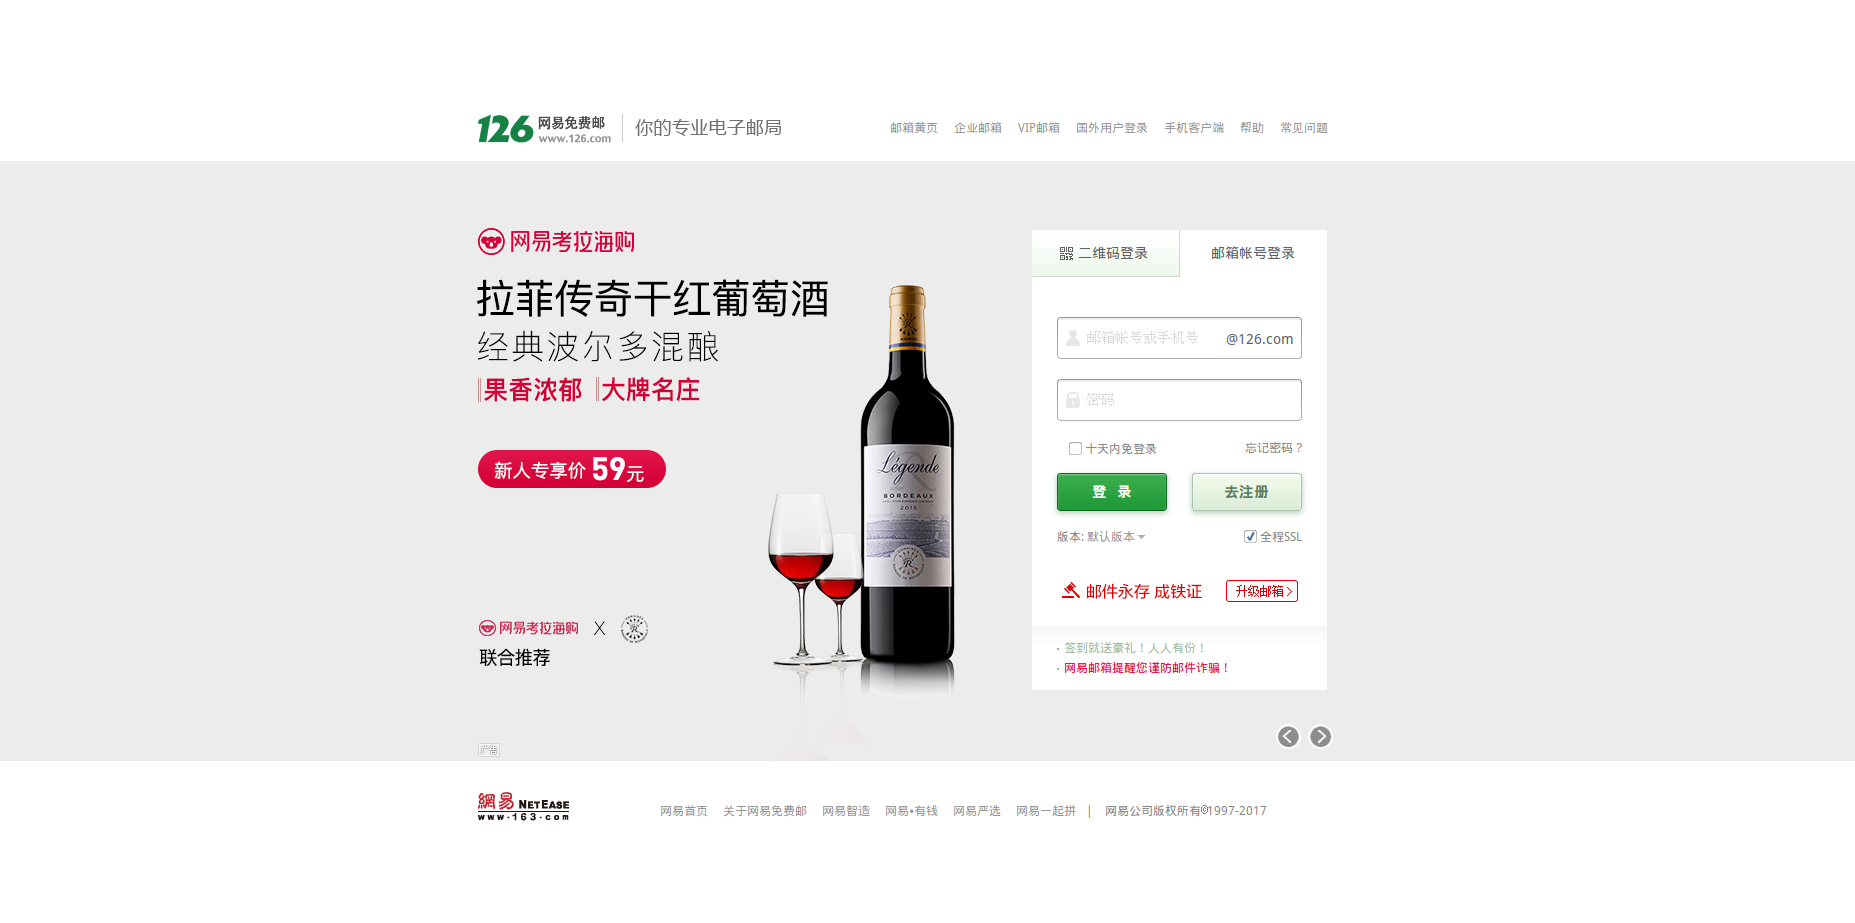 126 网易免费邮 www.126.com 你的专业电子邮局
邮箱黄页 企业邮箱 VIP邮箱 国外用户登录 手机客户端 帮助 常见问题
网易考拉海购
拉菲传奇干红葡萄酒
经典波尔多混酿
果香浓郁 大牌名庄
新人专享价 59元
Légende
BORDEAUX
2015
网易考拉海购 X
联合推荐
广告
二维码登录 邮箱帐号登录
邮箱帐号或手机号 @126.com
密码
十天内免登录 忘记密码？
登 录 去注册
版本: 默认版本 全程SSL
邮件永存 成铁证 升级邮箱
· 签到就送豪礼！人人有份！
· 网易邮箱提醒您谨防邮件诈骗！
網易 NETEASE
www.163.com
网易首页 关于网易免费邮 网易智造 网易•有钱 网易严选 网易一起拼 | 网易公司版权所有©1997-2017